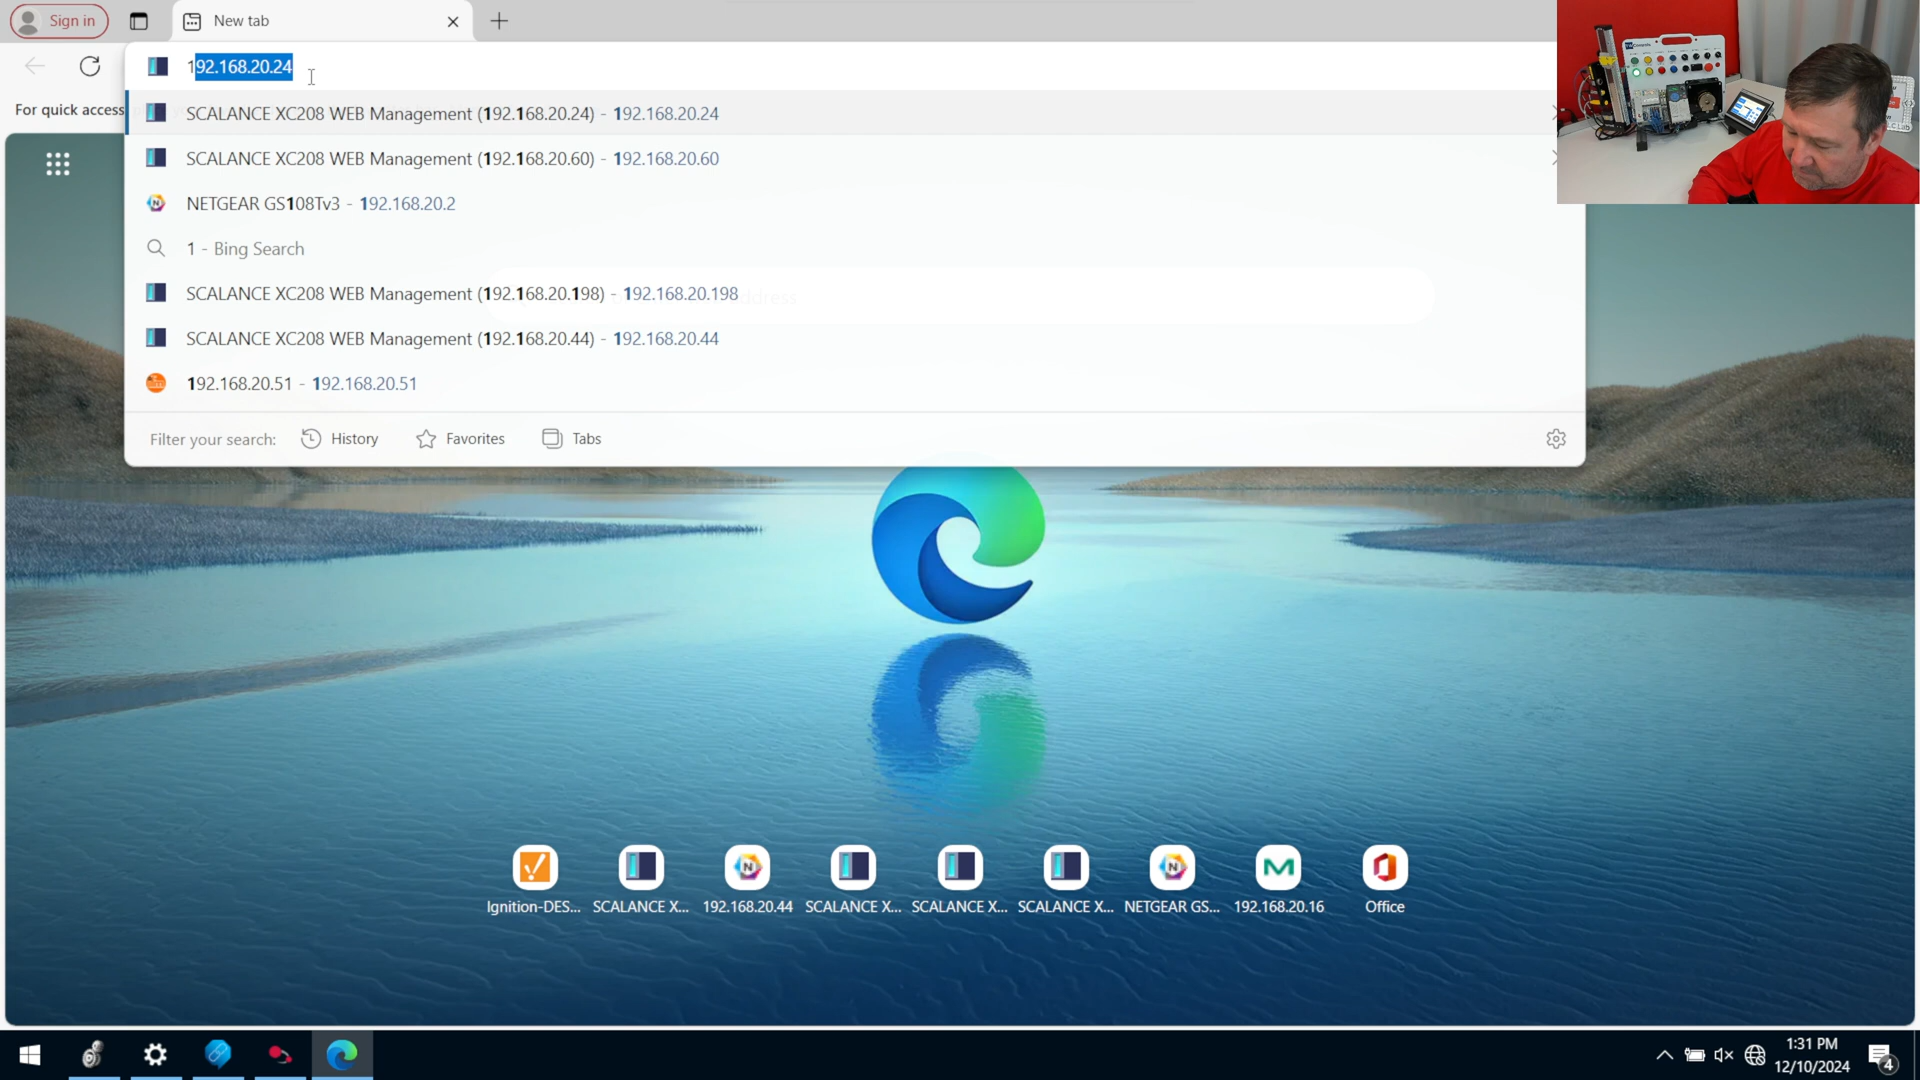 Sign in
New tab
192.168.20.24
For quick access
SCALANCE XC208 WEB Management (192.168.20.24) - 192.168.20.24
SCALANCE XC208 WEB Management (192.168.20.60) - 192.168.20.60
NETGEAR GS108Tv3 - 192.168.20.2
1 - Bing Search
SCALANCE XC208 WEB Management (192.168.20.198) - 192.168.20.198
SCALANCE XC208 WEB Management (192.168.20.44) - 192.168.20.44
192.168.20.51 - 192.168.20.51
Filter your search: History Favorites Tabs
Ignition-DES... SCALANCE X... 192.168.20.44 SCALANCE X... SCALANCE X... SCALANCE X... NETGEAR GS... 192.168.20.16 Office
1:31 PM
12/10/2024
4